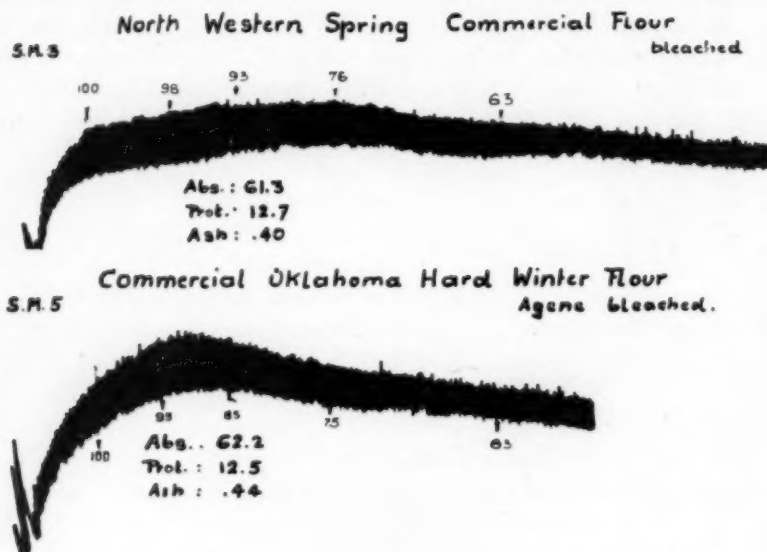 North Western Spring Commercial Flour
bleached
S.M.3
100 98 93 76 63
Abs.: 61.3
Prot.: 12.7
Ash: .40
Commercial Oklahoma Hard Winter Flour
Agene bleached.
S.M.5
100 93 85 75 63
Abs.. 62.2
Prot.: 12.5
Ash: .44